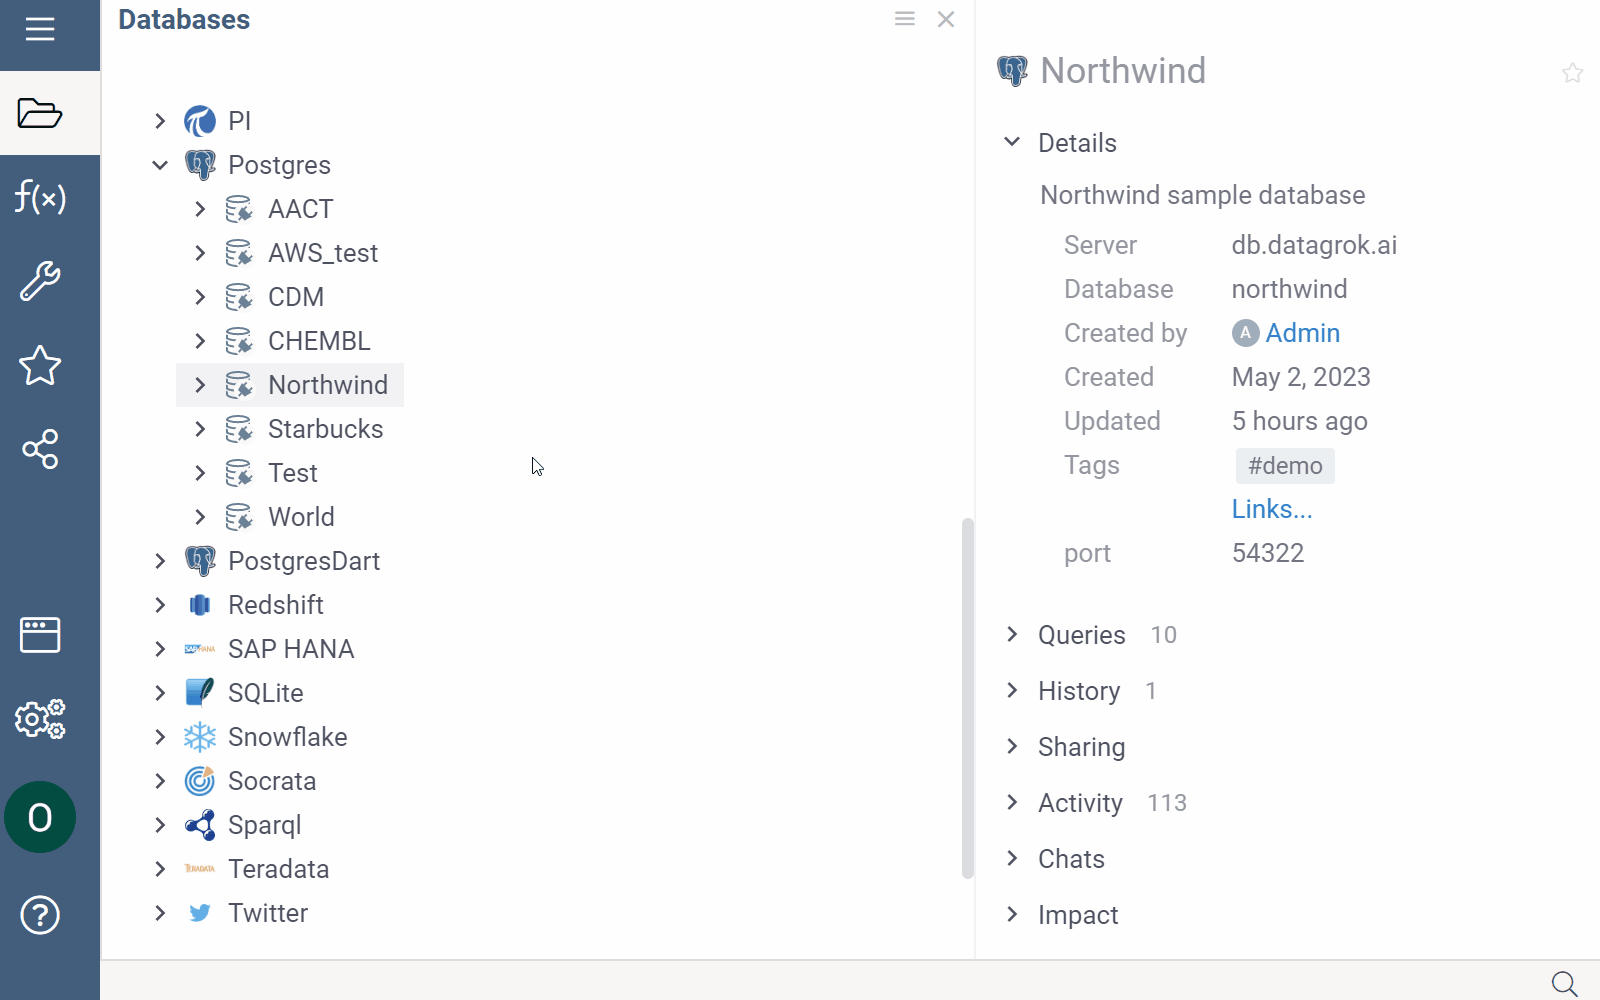 Databases
PI
Postgres
AACT
AWS_test
CDM
CHEMBL
Northwind
Starbucks
Test
World
PostgresDart
Redshift
SAP HANA SAP HANA
SQLite
Snowflake
Socrata
Sparql
TERADATA Teradata
Twitter
f(x)
O
?
Northwind
Details
Northwind sample database
Server db.datagrok.ai
Database northwind
Created by A Admin
Created May 2, 2023
Updated 5 hours ago
Tags #demo
Links...
port 54322
Queries 10
History 1
Sharing
Activity 113
Chats
Impact